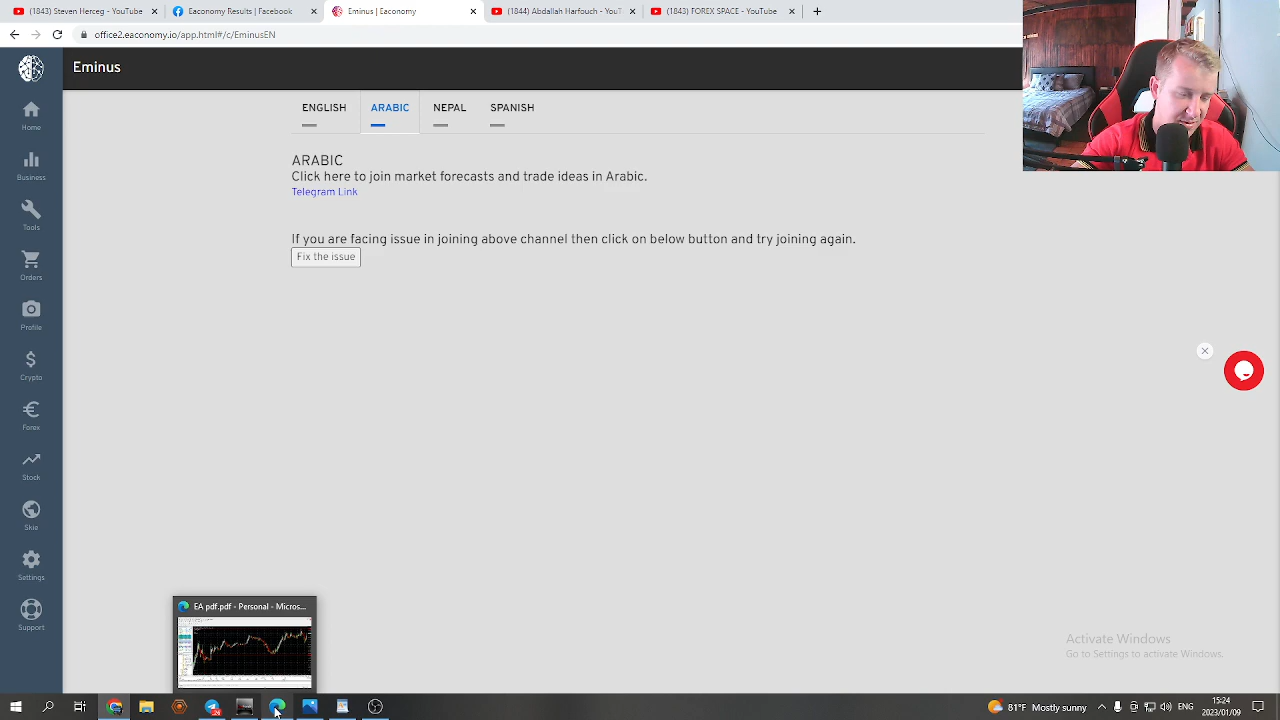 (1843) Steven Herceg - YouTube
Eaconomy Results | Facebook
Eminus | Eaconomy
(1844) Abdallah Harfouch - YouT
(1843) FOREX SPACE - YouTube
office2.eaconomy.io/app.html#/c/EminusEN
Eminus
ENGLISH
ARABIC
NEPAL
SPANISH
ARABIC
Click here to join market forecasts and trade ideas in Arabic.
Telegram Link
If you are facing issue in joining above channel then click on below button and try joining again.
Fix the issue
Home
Business
Tools
Orders
Profile
Crypto
Forex
Stock
Skie
Settings
Support
EA pdf.pdf - Personal - Micros...
Activate Windows
Go to Settings to activate Windows.
81°F Mostly sunny
ENG
15:24
2023/01/09